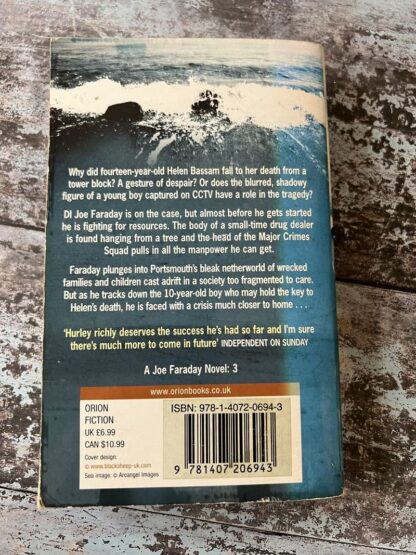 Why did fourteen-year-old Helen Bassam fall to her death from a
tower block? A gesture of despair? Or does the blurred, shadowy
figure of a young boy captured on CCTV have a role in the tragedy?
DI Joe Faraday is on the case, but almost before he gets started
he is fighting for resources. The body of a small-time drug dealer
is found hanging from a tree and the head of the Major Crimes
Squad pulls in all the manpower he can get.
Faraday plunges into Portsmouth's bleak netherworld of wrecked
families and children cast adrift in a society too fragmented to care.
But as he tracks down the 10-year-old boy who may hold the key to
Helen's death, he is faced with a crisis much closer to home . . .
'Hurley richly deserves the success he's had so far and I'm sure
there's much more to come in future' INDEPENDENT ON SUNDAY
A Joe Faraday Novel: 3
www.orionbooks.co.uk
ORION
FICTION
UK £6.99
CAN $10.99
Cover design:
© www.blacksheep-uk.com
Sea image: © Arcangel Images
ISBN: 978-1-4072-0694-3
9 781407 206943